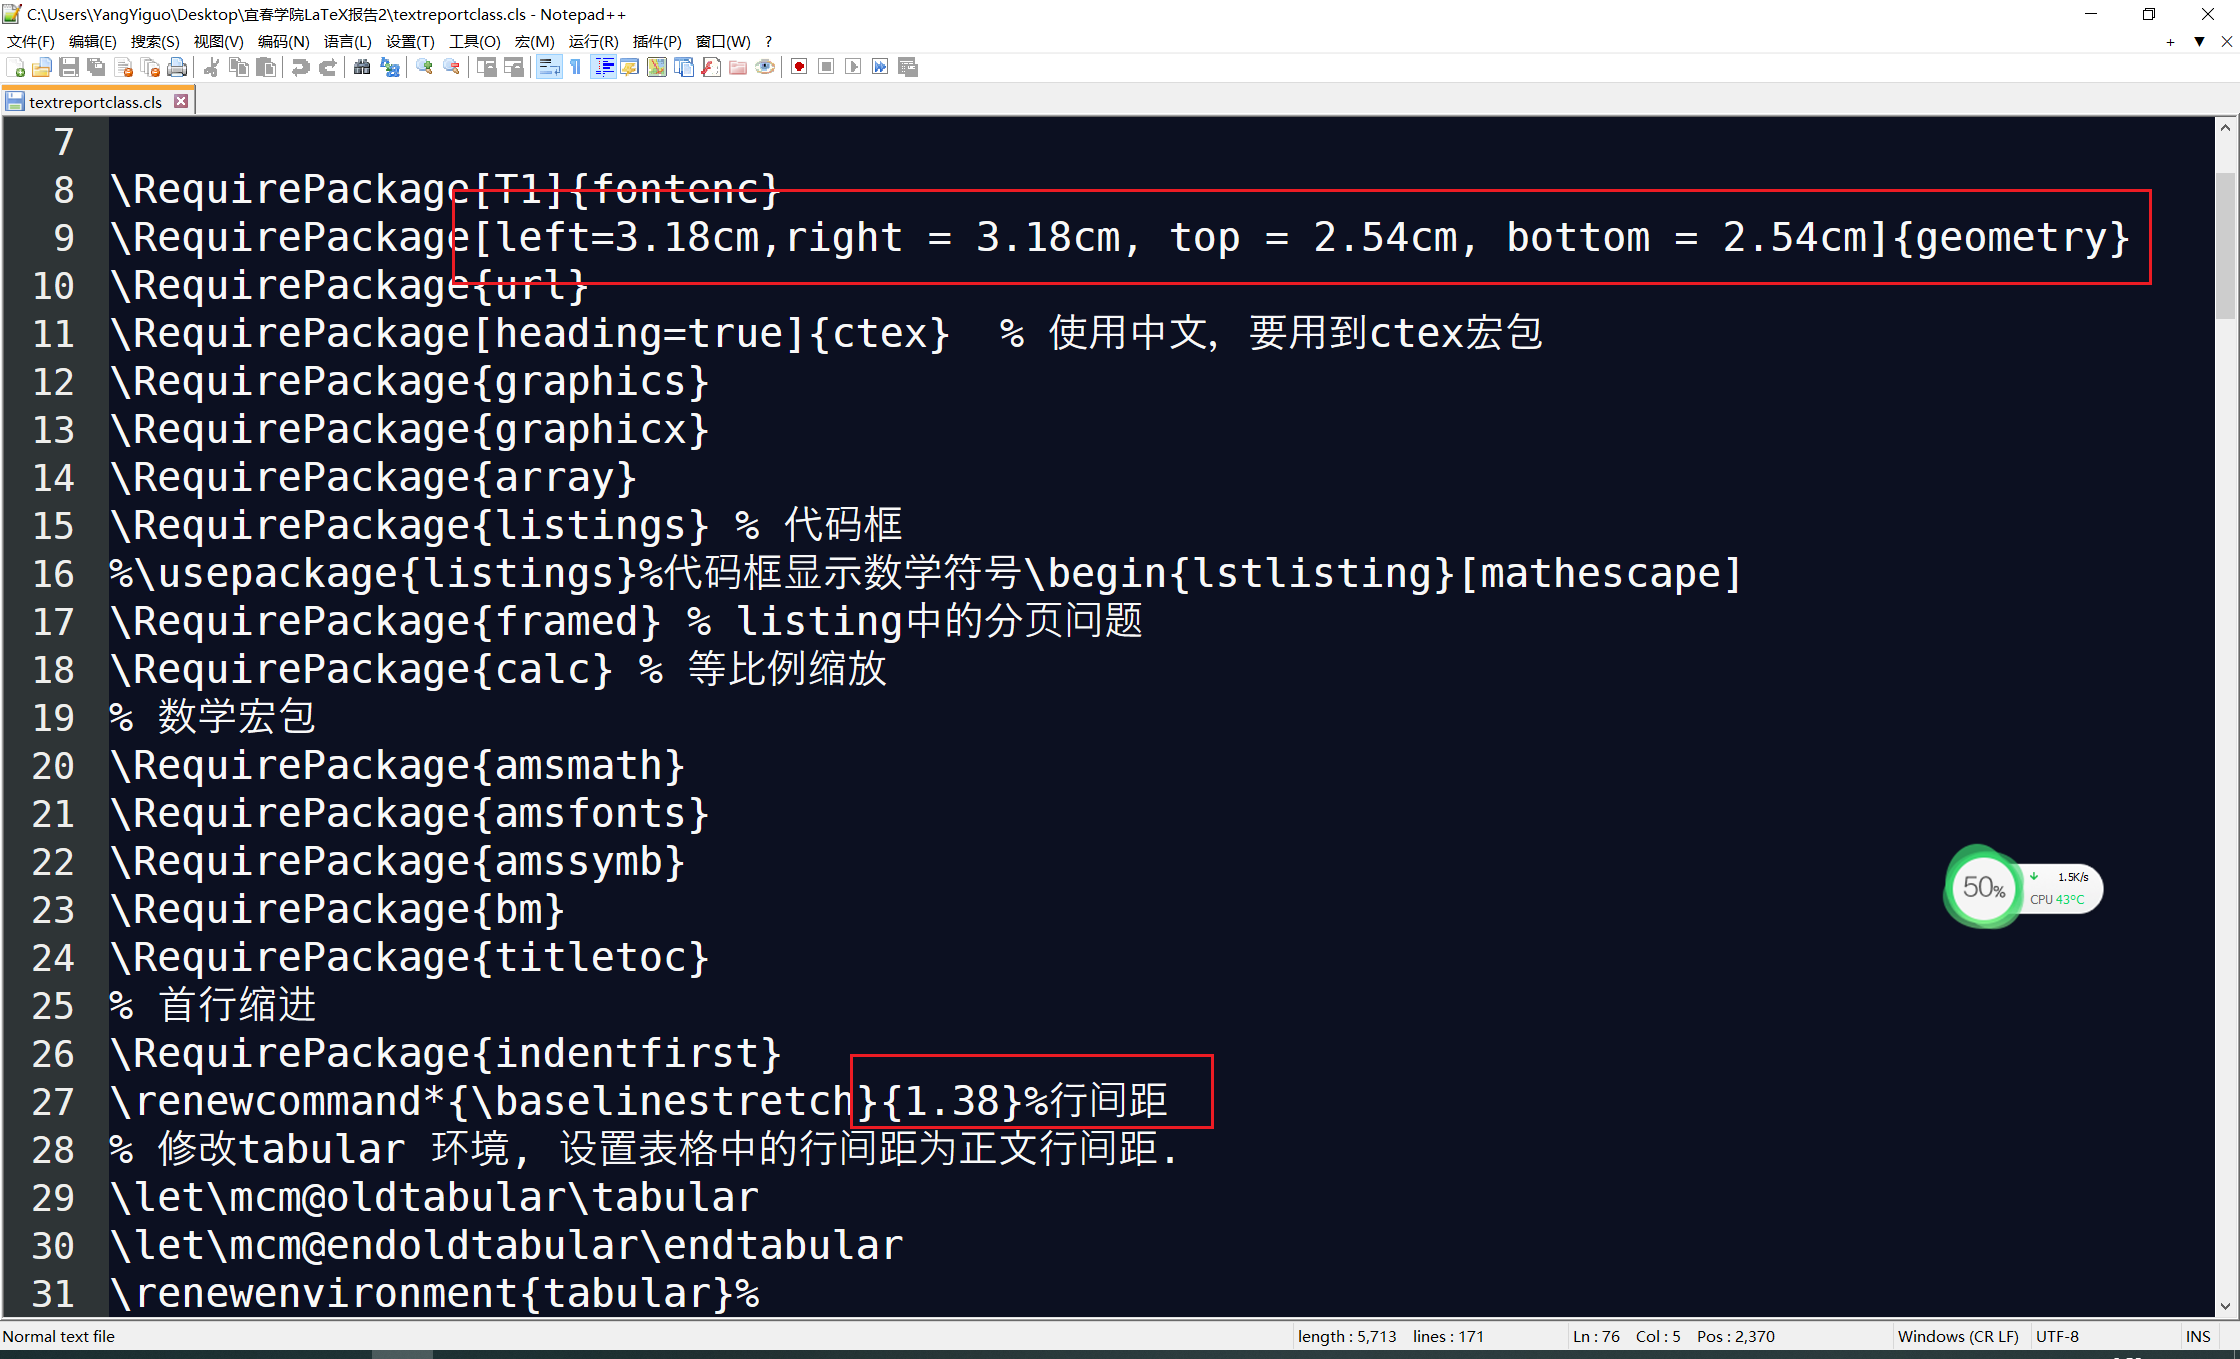 C:\Users\YangYiguo\Desktop\宜春学院LaTeX报告2\textreportclass.cls - Notepad++
文件(F) 编辑(E) 搜索(S) 视图(V) 编码(N) 语言(L) 设置(T) 工具(O) 宏(M) 运行(R) 插件(P) 窗口(W) ?
textreportclass.cls
7
8 \RequirePackage[T1]{fontenc}
9 \RequirePackage[left=3.18cm,right = 3.18cm, top = 2.54cm, bottom = 2.54cm]{geometry}
10 \RequirePackage{url}
11 \RequirePackage[heading=true]{ctex}  % 使用中文, 要用到ctex宏包
12 \RequirePackage{graphics}
13 \RequirePackage{graphicx}
14 \RequirePackage{array}
15 \RequirePackage{listings} % 代码框
16 %\usepackage{listings}%代码框显示数学符号\begin{lstlisting}[mathescape]
17 \RequirePackage{framed} % listing中的分页问题
18 \RequirePackage{calc} % 等比例缩放
19 % 数学宏包
20 \RequirePackage{amsmath}
21 \RequirePackage{amsfonts}
22 \RequirePackage{amssymb}
23 \RequirePackage{bm}
24 \RequirePackage{titletoc}
25 % 首行缩进
26 \RequirePackage{indentfirst}
27 \renewcommand*{\baselinestretch}{1.38}%行间距
28 % 修改tabular 环境, 设置表格中的行间距为正文行间距.
29 \let\mcm@oldtabular\tabular
30 \let\mcm@endoldtabular\endtabular
31 \renewenvironment{tabular}%
50%
1.5K/s
CPU 43°C
Normal text file length : 5,713 lines : 171 Ln : 76 Col : 5 Pos : 2,370 Windows (CR LF) UTF-8 INS